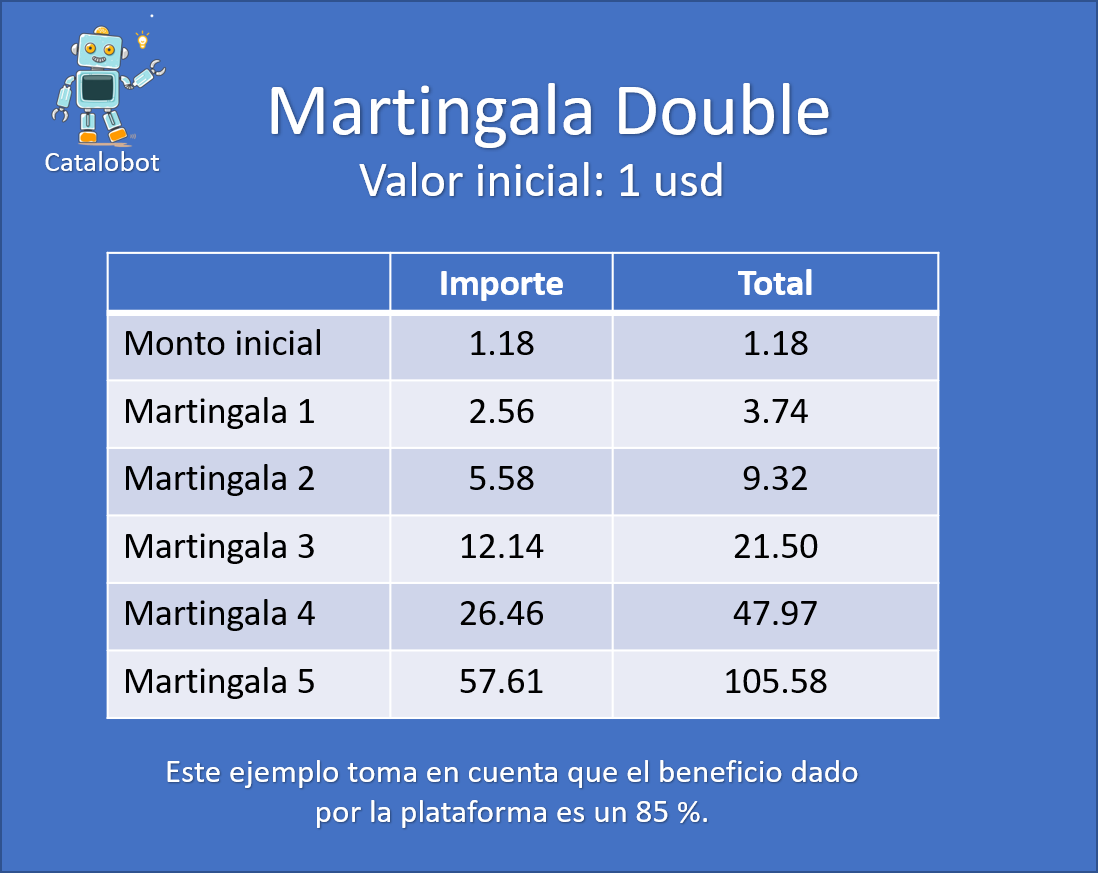 Catalobot
Martingala Double
Valor inicial: 1 usd
Importe Total
Monto inicial 1.18 1.18
Martingala 1 2.56 3.74
Martingala 2 5.58 9.32
Martingala 3 12.14 21.50
Martingala 4 26.46 47.97
Martingala 5 57.61 105.58
Este ejemplo toma en cuenta que el beneficio dado
por la plataforma es un 85 %.